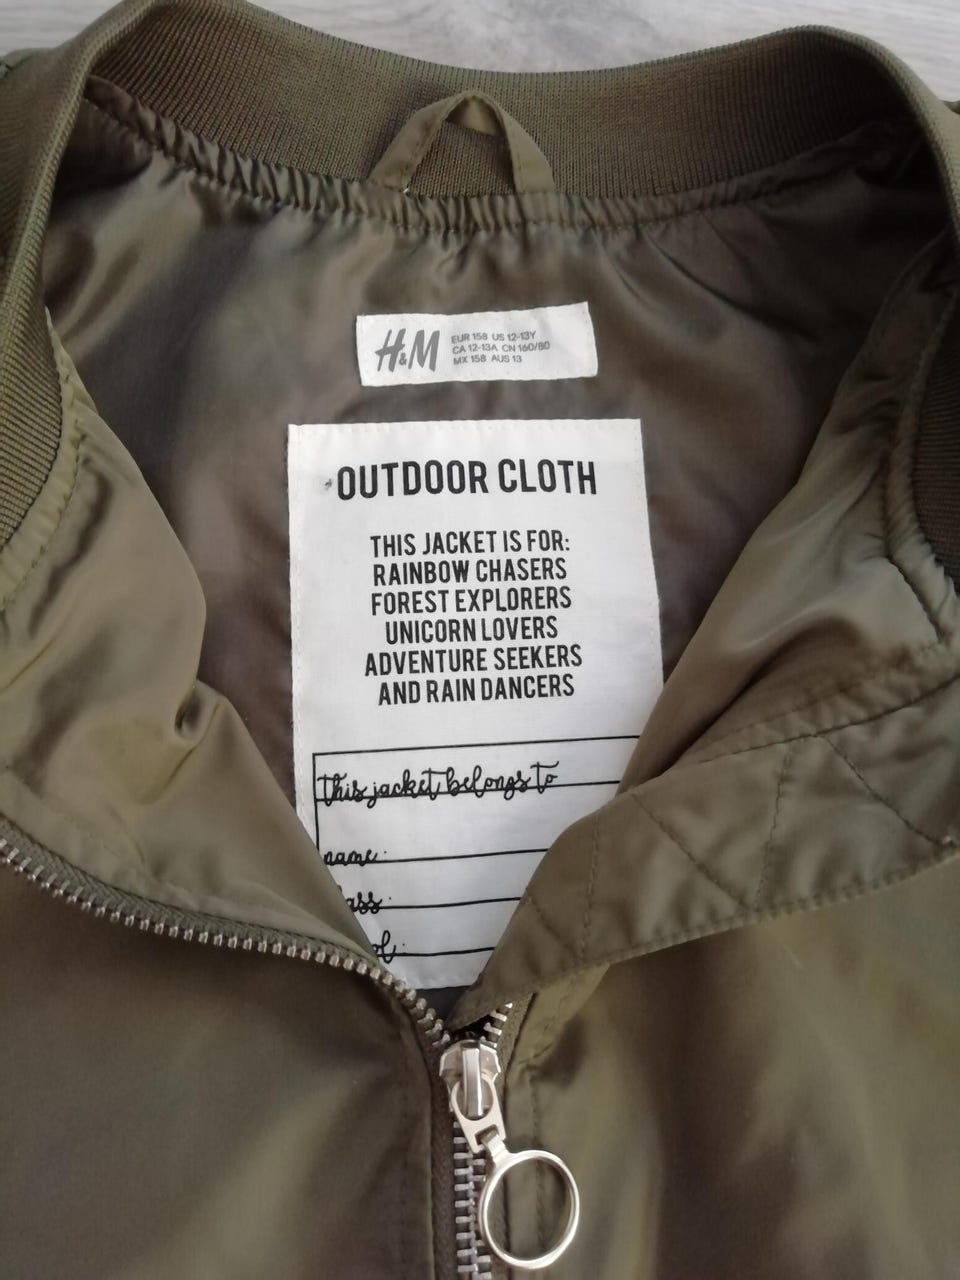 H&M
EUR 158 US 12-13Y
CA 12-13A CN 160/80
MX 158 AUS 13
OUTDOOR CLOTH
THIS JACKET IS FOR:
RAINBOW CHASERS
FOREST EXPLORERS
UNICORN LOVERS
ADVENTURE SEEKERS
AND RAIN DANCERS
this jacket belongs to
name: